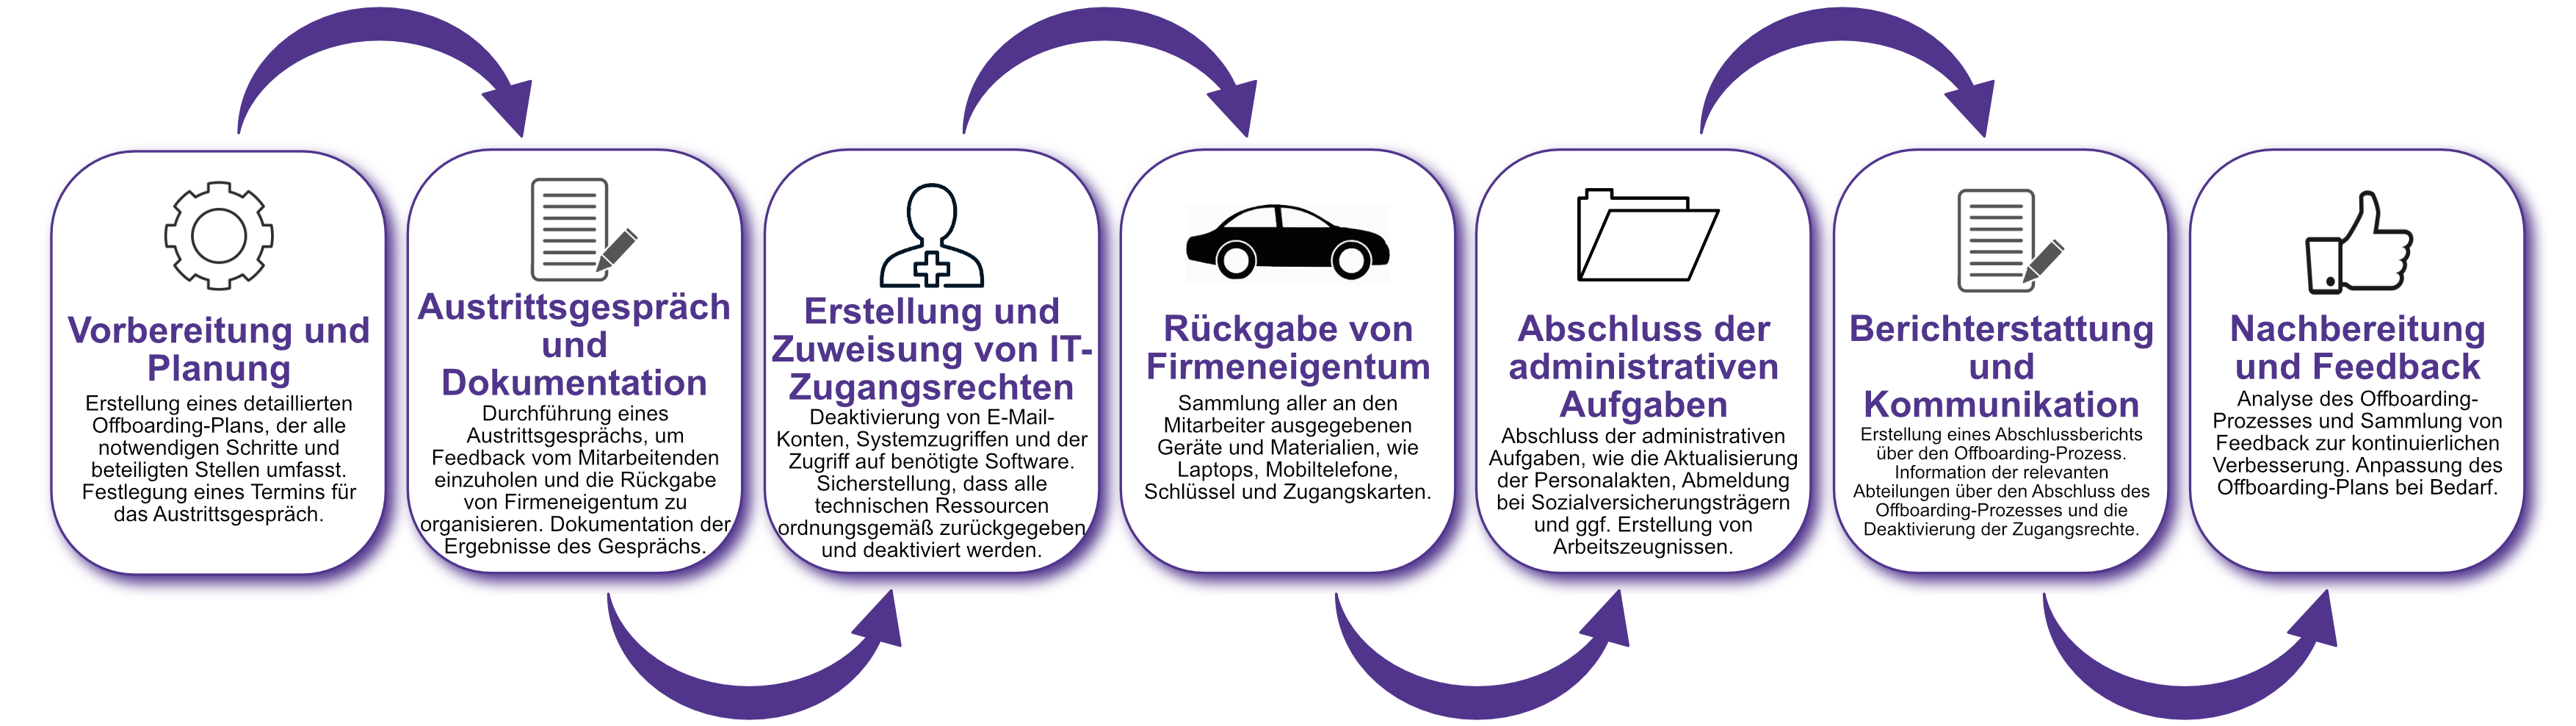 Vorbereitung und
Planung
Erstellung eines detaillierten
Offboarding-Plans, der alle
notwendigen Schritte und
beteiligten Stellen umfasst.
Festlegung eines Termins für
das Austrittsgespräch.
Austrittsgespräch
und
Dokumentation
Durchführung eines
Austrittsgesprächs, um
Feedback vom Mitarbeitenden
einzuholen und die Rückgabe
von Firmeneigentum zu
organisieren. Dokumentation der
Ergebnisse des Gesprächs.
Erstellung und
Zuweisung von IT-
Zugangsrechten
Deaktivierung von E-Mail-
Konten, Systemzugriffen und der
Zugriff auf benötigte Software.
Sicherstellung, dass alle
technischen Ressourcen
ordnungsgemäß zurückgegeben
und deaktiviert werden.
Rückgabe von
Firmeneigentum
Sammlung aller an den
Mitarbeiter ausgegebenen
Geräte und Materialien, wie
Laptops, Mobiltelefone,
Schlüssel und Zugangskarten.
Abschluss der
administrativen
Aufgaben
Abschluss der administrativen
Aufgaben, wie die Aktualisierung
der Personalakten, Abmeldung
bei Sozialversicherungsträgern
und ggf. Erstellung von
Arbeitszeugnissen.
Berichterstattung
und
Kommunikation
Erstellung eines Abschlussberichts
über den Offboarding-Prozess.
Information der relevanten
Abteilungen über den Abschluss des
Offboarding-Prozesses und die
Deaktivierung der Zugangsrechte.
Nachbereitung
und Feedback
Analyse des Offboarding-
Prozesses und Sammlung von
Feedback zur kontinuierlichen
Verbesserung. Anpassung des
Offboarding-Plans bei Bedarf.